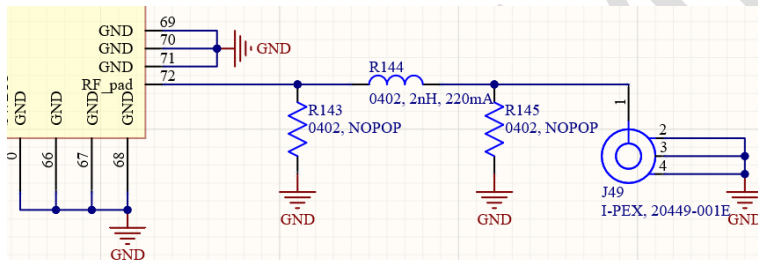 GND 69
GND 70
GND 71
GND
RF_pad 72
GND
GND
GND
GND
0
66
67
68
GND
R143
0402, NOPOP
GND
R144
0402, 2nH, 220mA
R145
0402, NOPOP
GND
1
2
3
4
J49
I-PEX, 20449-001E
GND